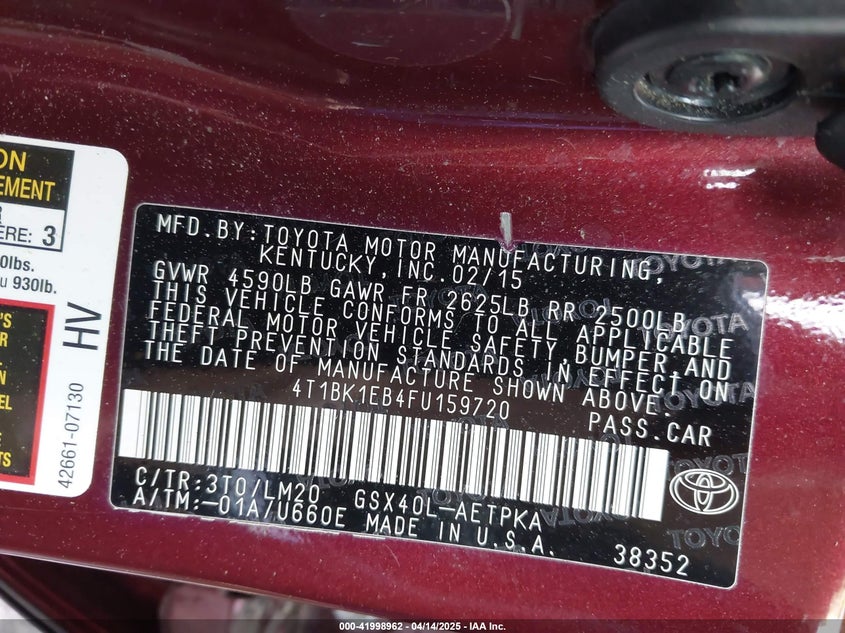 ON
EMENT
R
ERE: 3
0lbs.
u 930lb.
'S
R
N
EL
E
TS
HV
42661-07130
MFD.BY:TOYOTA MOTOR MANUFACTURING,
KENTUCKY,INC.02/15
GVWR 4590LB GAWR FR 2625LB RR 2500LB
THIS VEHICLE CONFORMS TO ALL APPLICABLE
FEDERAL MOTOR VEHICLE SAFETY,BUMPER,AND
THEFT PREVENTION STANDARDS IN EFFECT ON
THE DATE OF MANUFACTURE SHOWN ABOVE.
4T1BK1EB4FU159720
PASS.CAR
C/TR:3T0/LM20 GSX40L-AETPKA
A/TM:-01A/U660E MADE IN U.S.A.
38352
TOYOTA
000-41998962 - 04/14/2025 - IAA Inc.